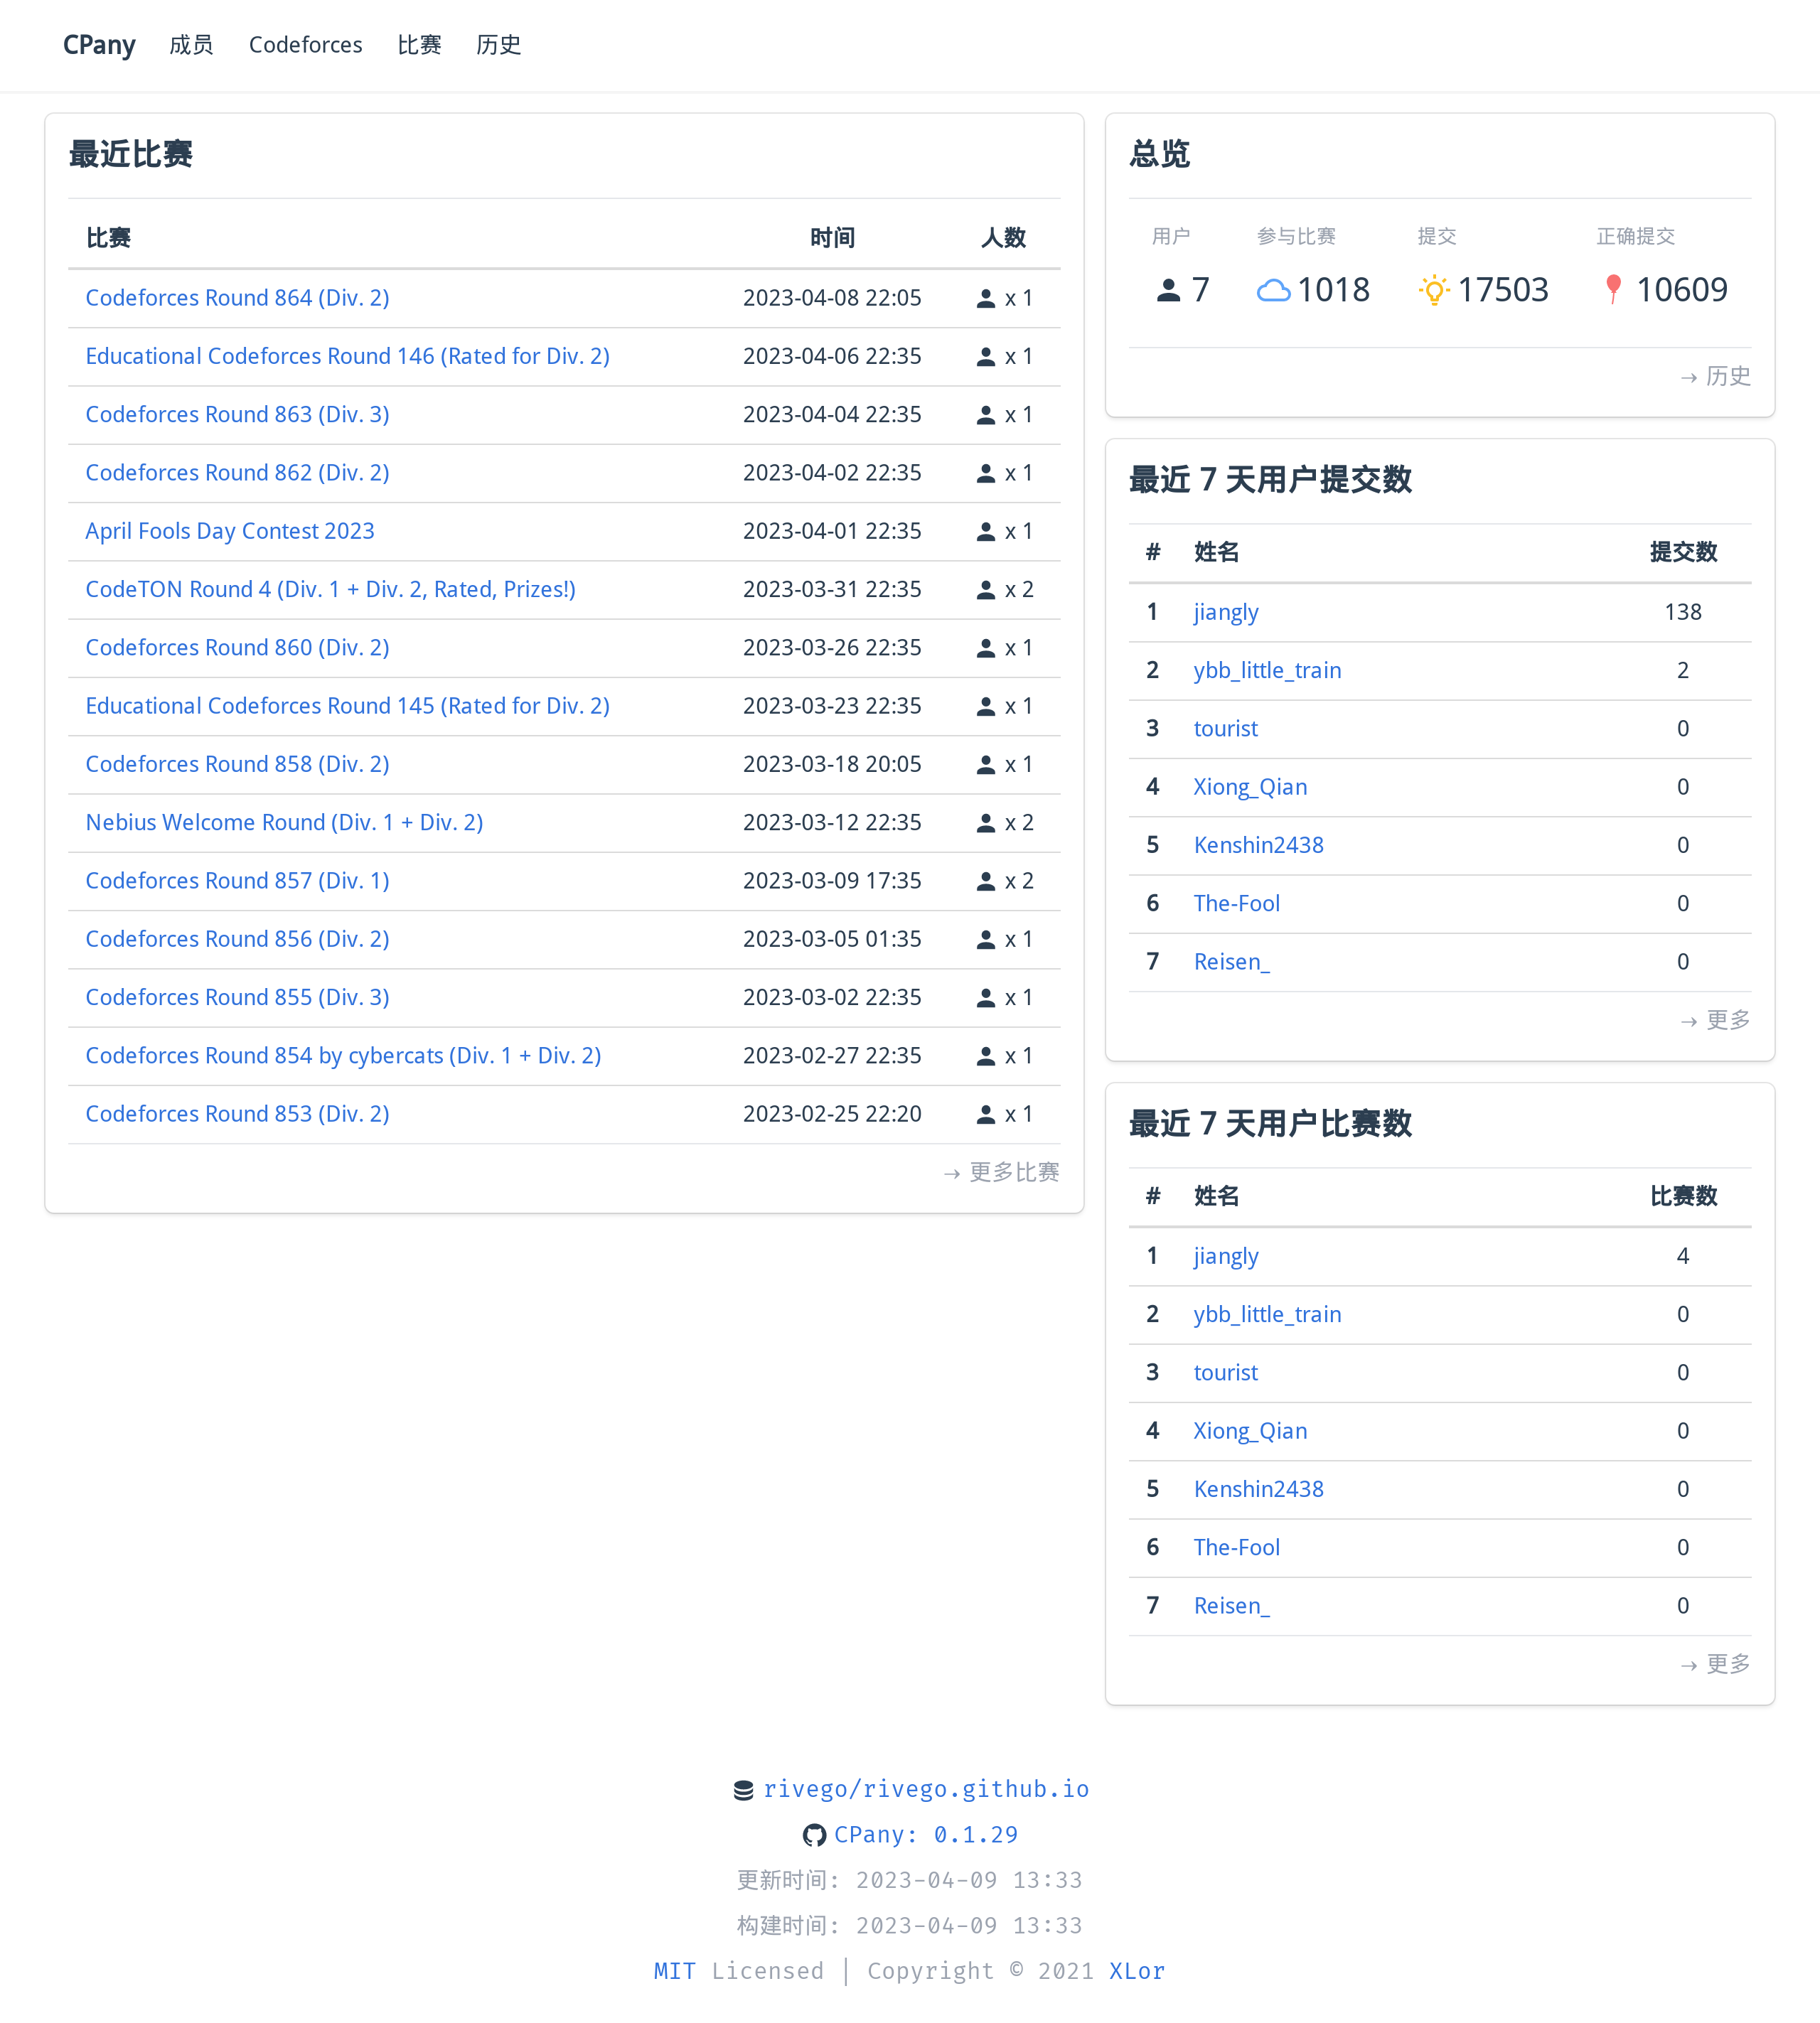 CPany 成员 Codeforces 比赛 历史
最近比赛
比赛 时间 人数
Codeforces Round 864 (Div. 2) 2023-04-08 22:05 x 1
Educational Codeforces Round 146 (Rated for Div. 2) 2023-04-06 22:35 x 1
Codeforces Round 863 (Div. 3) 2023-04-04 22:35 x 1
Codeforces Round 862 (Div. 2) 2023-04-02 22:35 x 1
April Fools Day Contest 2023 2023-04-01 22:35 x 1
CodeTON Round 4 (Div. 1 + Div. 2, Rated, Prizes!) 2023-03-31 22:35 x 2
Codeforces Round 860 (Div. 2) 2023-03-26 22:35 x 1
Educational Codeforces Round 145 (Rated for Div. 2) 2023-03-23 22:35 x 1
Codeforces Round 858 (Div. 2) 2023-03-18 20:05 x 1
Nebius Welcome Round (Div. 1 + Div. 2) 2023-03-12 22:35 x 2
Codeforces Round 857 (Div. 1) 2023-03-09 17:35 x 2
Codeforces Round 856 (Div. 2) 2023-03-05 01:35 x 1
Codeforces Round 855 (Div. 3) 2023-03-02 22:35 x 1
Codeforces Round 854 by cybercats (Div. 1 + Div. 2) 2023-02-27 22:35 x 1
Codeforces Round 853 (Div. 2) 2023-02-25 22:20 x 1
→ 更多比赛
总览
用户 参与比赛 提交 正确提交
7 1018 17503 10609
→ 历史
最近 7 天用户提交数
# 姓名 提交数
1 jiangly 138
2 ybb_little_train 2
3 tourist 0
4 Xiong_Qian 0
5 Kenshin2438 0
6 The-Fool 0
7 Reisen_ 0
→ 更多
最近 7 天用户比赛数
# 姓名 比赛数
1 jiangly 4
2 ybb_little_train 0
3 tourist 0
4 Xiong_Qian 0
5 Kenshin2438 0
6 The-Fool 0
7 Reisen_ 0
→ 更多
rivego/rivego.github.io
CPany: 0.1.29
更新时间: 2023-04-09 13:33
构建时间: 2023-04-09 13:33
MIT Licensed | Copyright © 2021 XLor